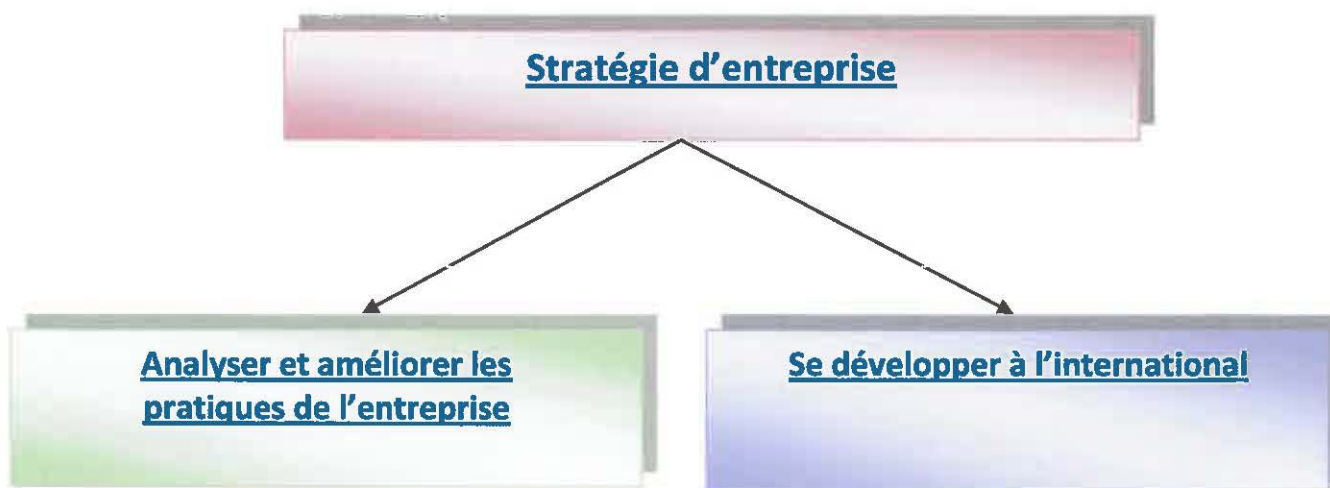 Stratégie d’entreprise
Analyser et améliorer les
pratiques de l’entreprise
Se développer à l’international